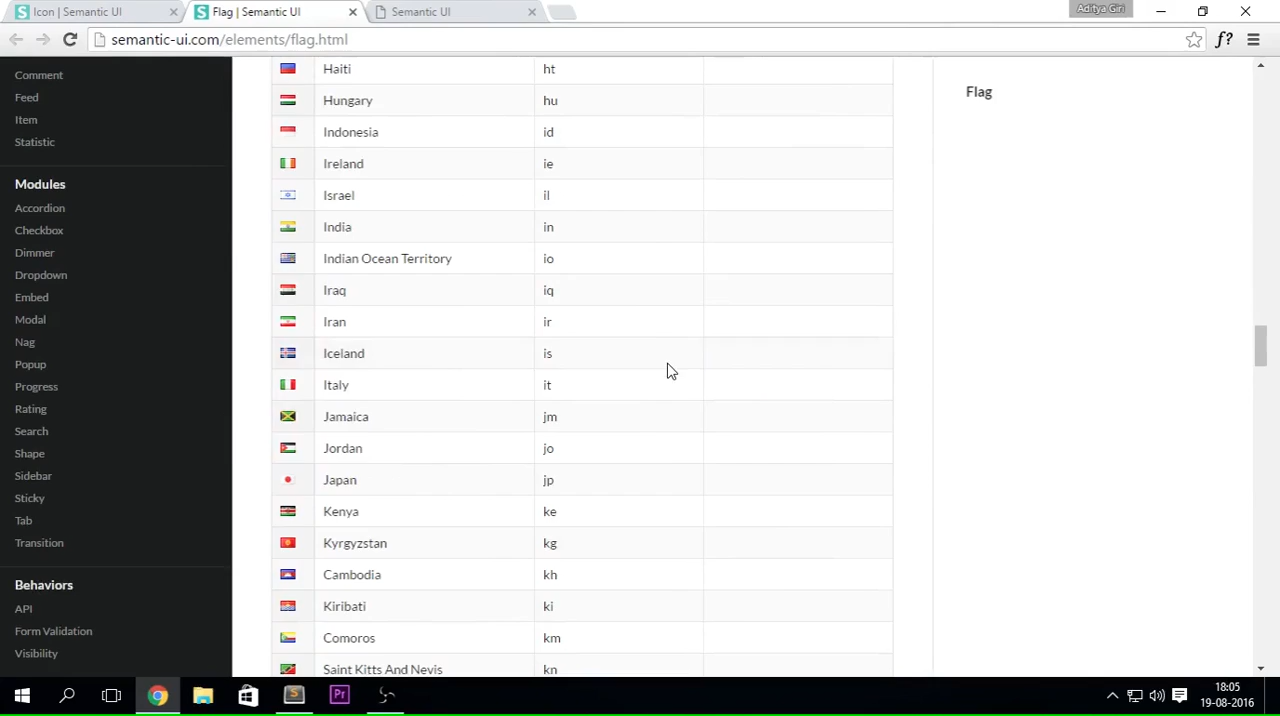 Icon | Semantic UI
Flag | Semantic UI
Semantic UI
Aditya Giri
semantic-ui.com/elements/flag.html
f?
Comment
Feed
Item
Statistic
Modules
Accordion
Checkbox
Dimmer
Dropdown
Embed
Modal
Nag
Popup
Progress
Rating
Search
Shape
Sidebar
Sticky
Tab
Transition
Behaviors
API
Form Validation
Visibility
Haiti ht
Hungary hu
Indonesia id
Ireland ie
Israel il
India in
Indian Ocean Territory io
Iraq iq
Iran ir
Iceland is
Italy it
Jamaica jm
Jordan jo
Japan jp
Kenya ke
Kyrgyzstan kg
Cambodia kh
Kiribati ki
Comoros km
Saint Kitts And Nevis kn
Flag
S
Pr
18:05
19-08-2016